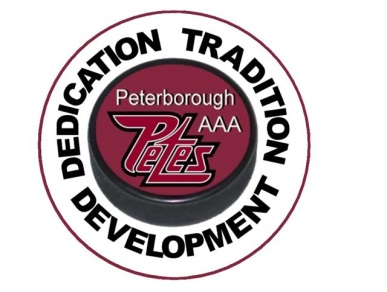 DEDICATION TRADITION
DEVELOPMENT
Peterborough
AAA
PETES